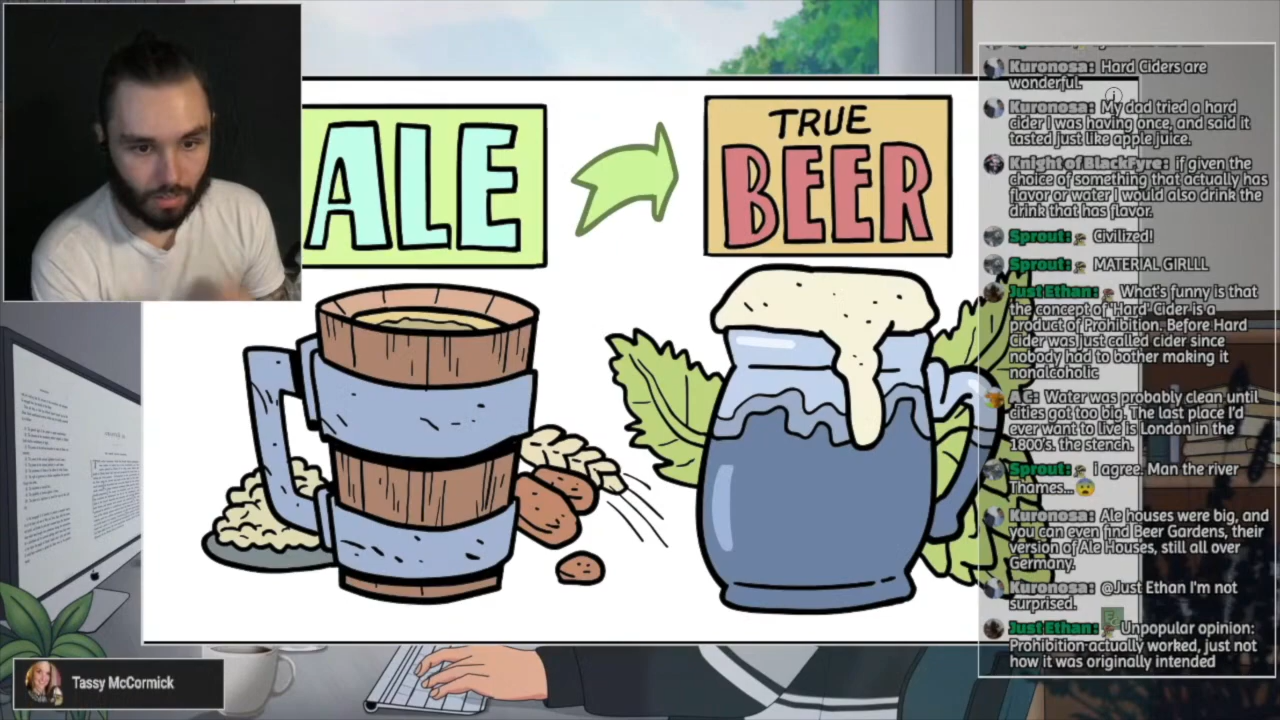 ALE
TRUE
BEER
Kuronosa: Hard Ciders are
wonderful.
Kuronosa: My dad tried a hard
cider I was having once, and said it
tasted just like apple juice.
Knight of BlackFyre: if given the
choice of something that actually has
flavor or water I would also drink the
drink that has flavor.
Sprout: Civilized!
Sprout: MATERIAL GIRLLL
Just Ethan: What's funny is that
the concept of "Hard" Cider is a
product of Prohibition. Before Hard
Cider was just called cider since
nobody had to bother making it
nonalcaholic
AC: Water was probably clean until
cities got too big. The last place I'd
ever want to live is London in the
1800's. the stench.
Sprout: i agree. Man the river
Thames... 😨
Kuronosa: Ale houses were big, and
you can even find Beer Gardens, their
version of Ale Houses, still all over
Germany.
Kuronosa: @Just Ethan I'm not
surprised.
Just Ethan: Unpopular opinion:
Prohibition actually worked, just not
how it was originally intended
Tassy McCormick